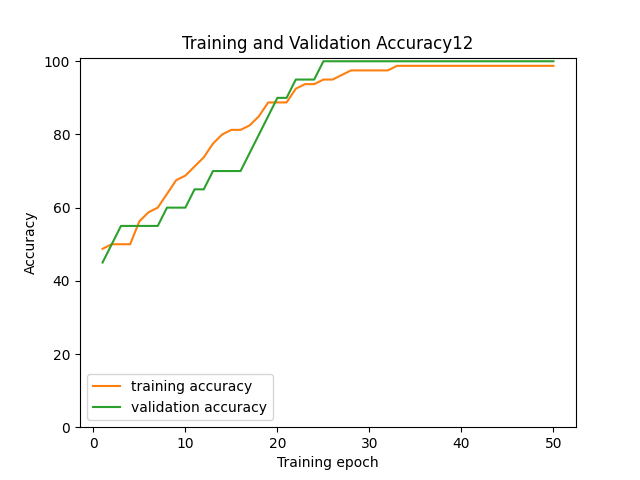 Training and Validation Accuracy12
100
80
60
40
20
0
Accuracy
training accuracy
validation accuracy
0 10 20 30 40 50
Training epoch